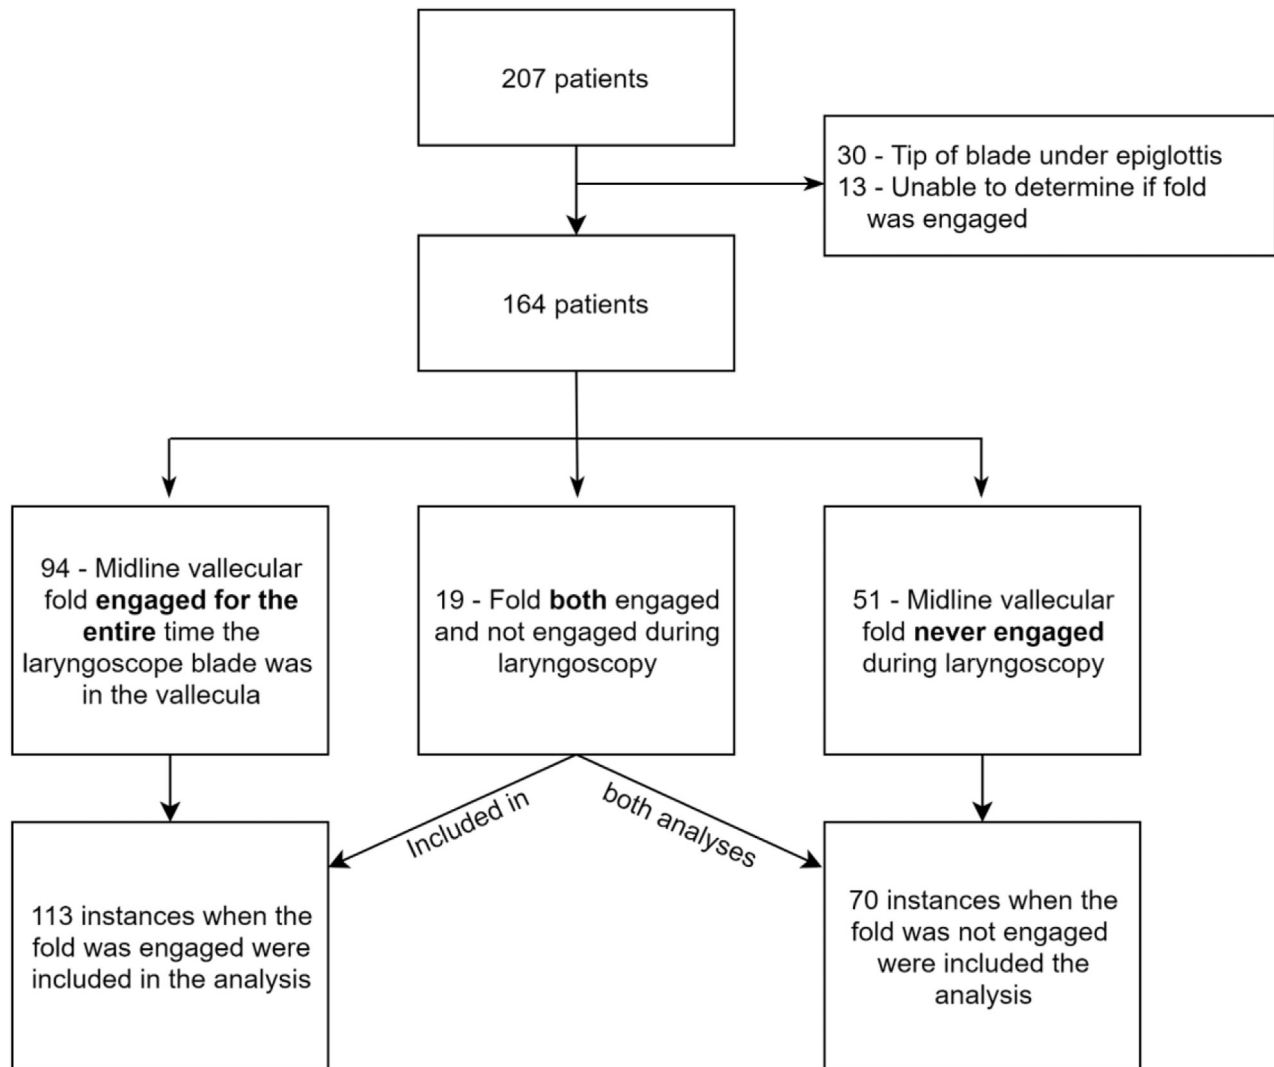 207 patients
30 - Tip of blade under epiglottis
13 - Unable to determine if fold
was engaged
164 patients
94 - Midline vallecular
fold engaged for the
entire time the
laryngoscope blade was
in the vallecula
19 - Fold both engaged
and not engaged during
laryngoscopy
51 - Midline vallecular
fold never engaged
during laryngoscopy
Included in
both analyses
113 instances when the
fold was engaged were
included in the analysis
70 instances when the
fold was not engaged
were included the
analysis